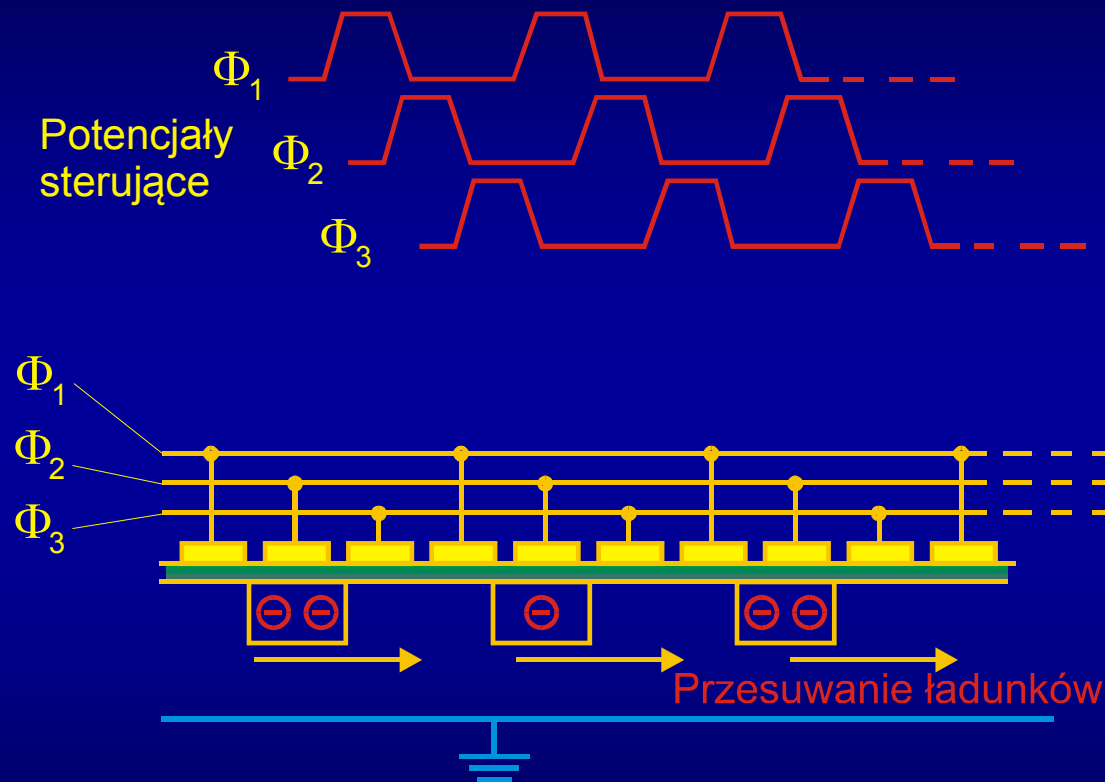 Φ1
Potencjały
sterujące
Φ2
Φ3
Φ1
Φ2
Φ3
Przesuwanie ładunków